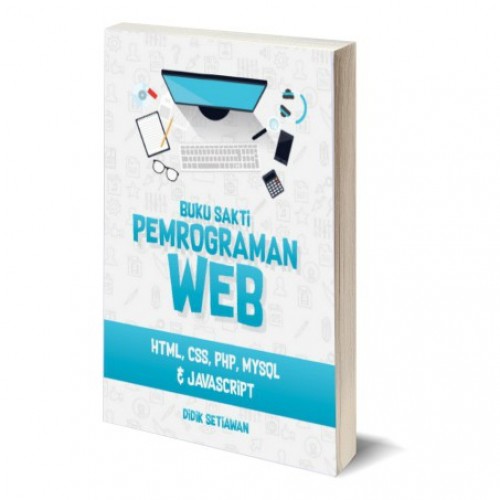 BUKU SAKTI
PEMROGRAMAN
WEB
HTML, CSS, PHP, MYSQL
& JAVASCRIPT
DIDIK SETIAWAN